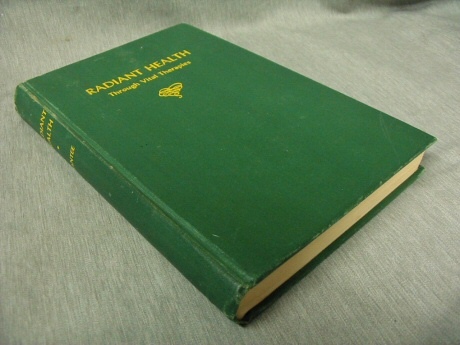 RADIANT HEALTH
Through Vital Therapies